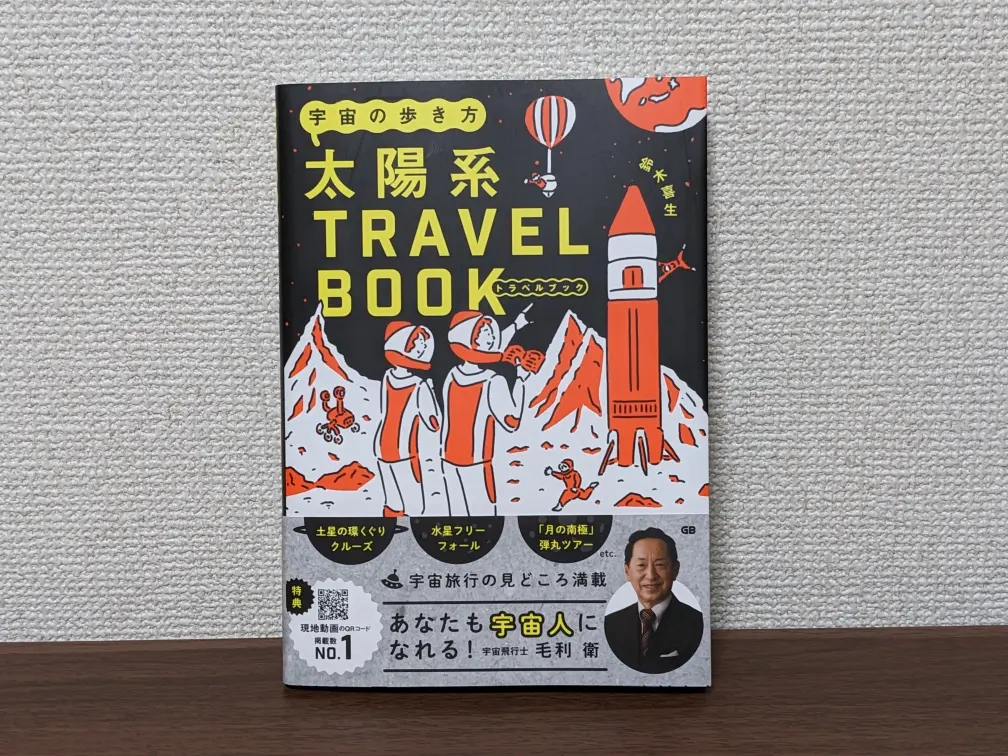 宇宙の歩き方
太陽系
TRAVEL
BOOK
トラベルブック
鈴木喜生
土星の環くぐり
クルーズ
水星フリー
フォール
「月の南極」
弾丸ツアー
etc.
GB
宇宙旅行の見どころ満載
特典
現地動画のQRコード
掲載数
NO.1
あなたも宇宙人に
なれる！
宇宙飛行士 毛利 衛